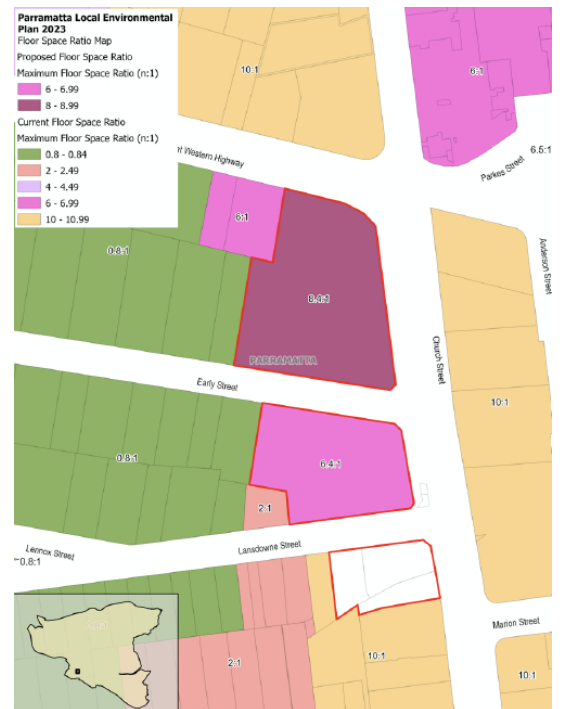 Parramatta Local Environmental
Plan 2023
Floor Space Ratio Map
Proposed Floor Space Ratio
Maximum Floor Space Ratio (n:1)
6 - 6.99
8 - 8.99
Current Floor Space Ratio
Maximum Floor Space Ratio (n:1)
0.8 - 0.84
2 - 2.49
4 - 4.49
6 - 6.99
10 - 10.99
10:1
6:1
6.5:1
Parkes Street
Western Highway
6:1
0.8:1
8.4:1
Anderson Street
PARRAMATTA
Church Street
Early Street
10:1
0.8:1
6.4:1
2:1
Lennox Street
0.8:1
Lansdowne Street
Marion Street
10:1
2:1
10:1